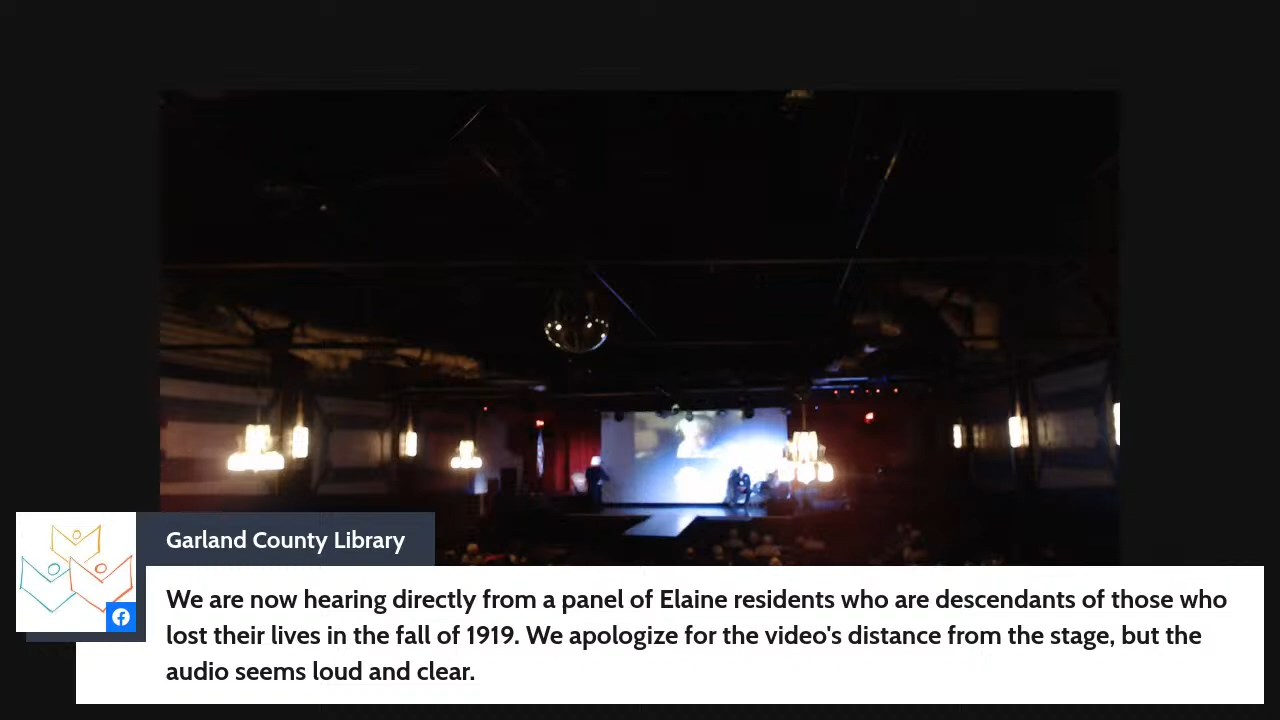 Garland County Library
We are now hearing directly from a panel of Elaine residents who are descendants of those who
lost their lives in the fall of 1919. We apologize for the video's distance from the stage, but the
audio seems loud and clear.